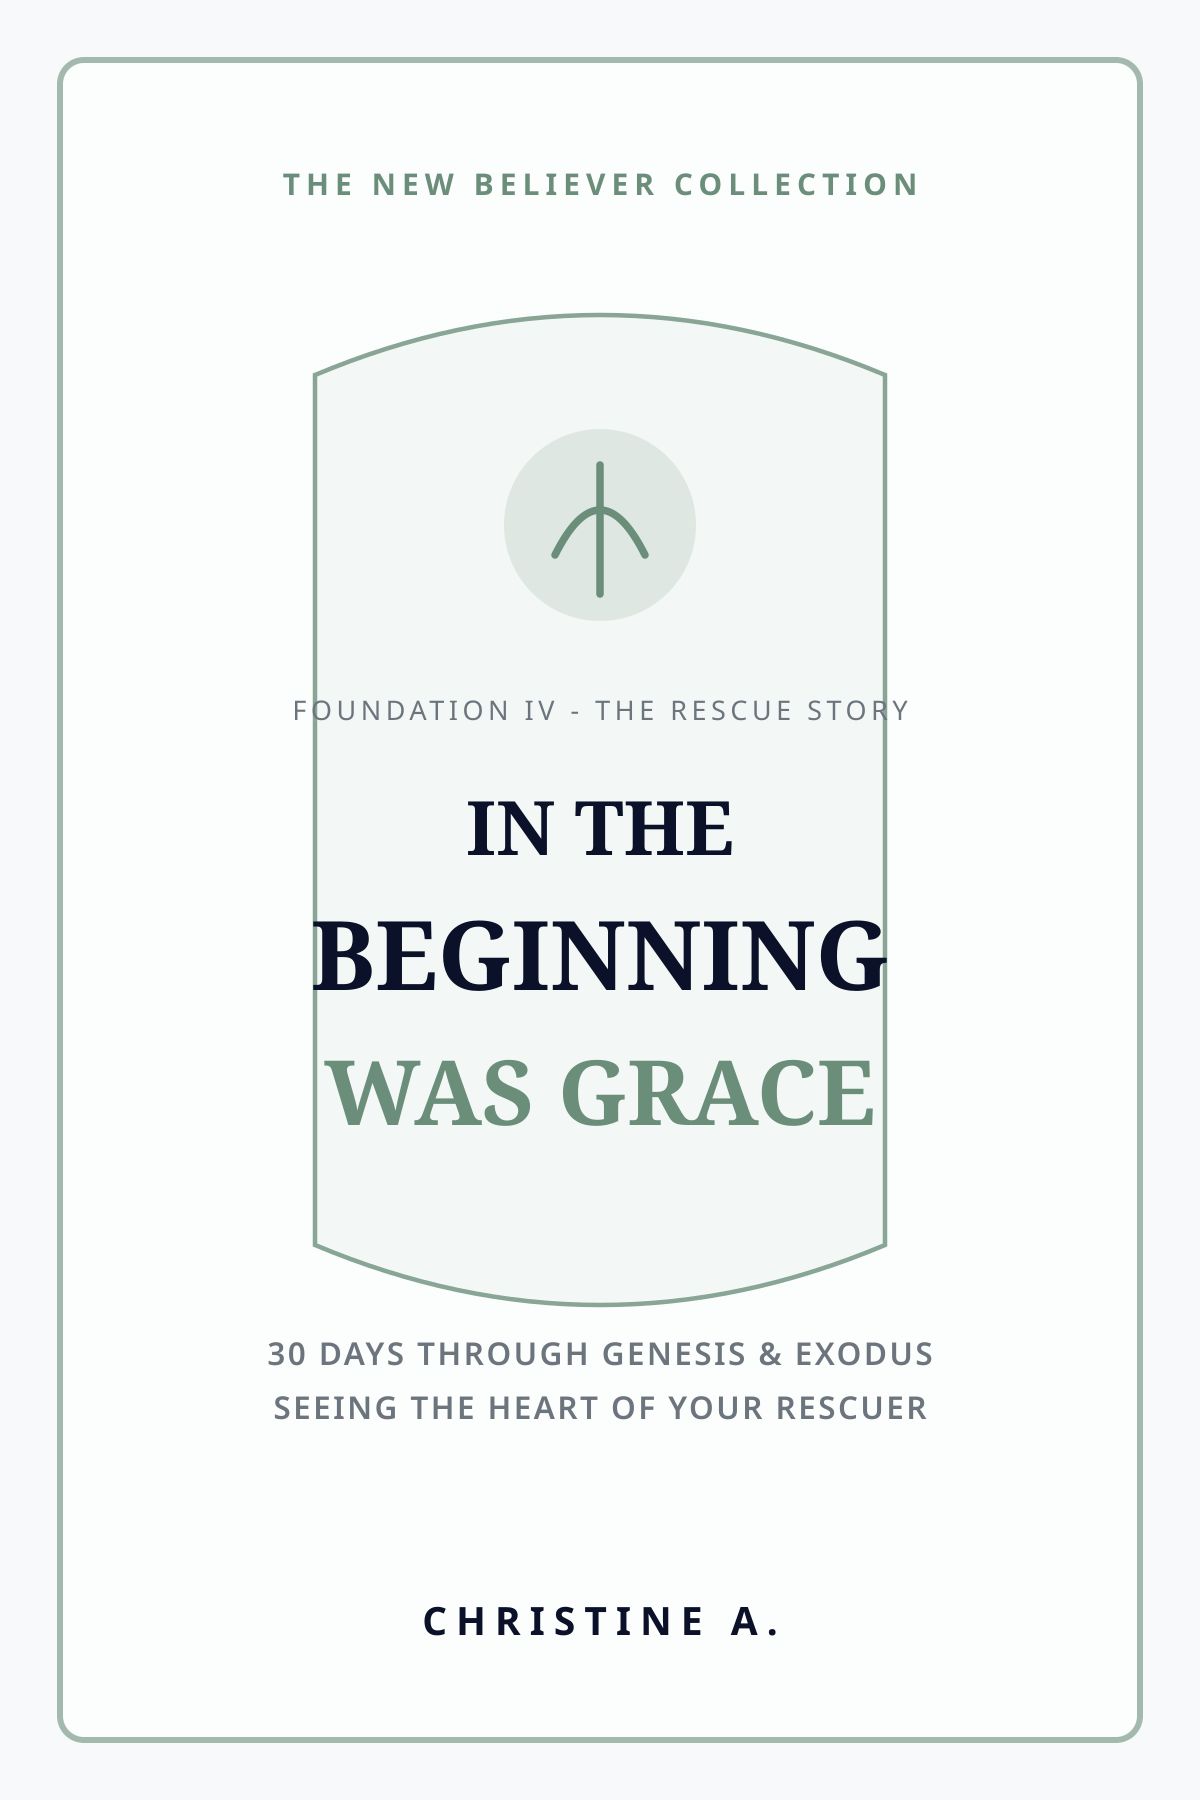 THE NEW BELIEVER COLLECTION
FOUNDATION IV - THE RESCUE STORY
IN THE
BEGINNING
WAS GRACE
30 DAYS THROUGH GENESIS & EXODUS
SEEING THE HEART OF YOUR RESCUER
CHRISTINE A.